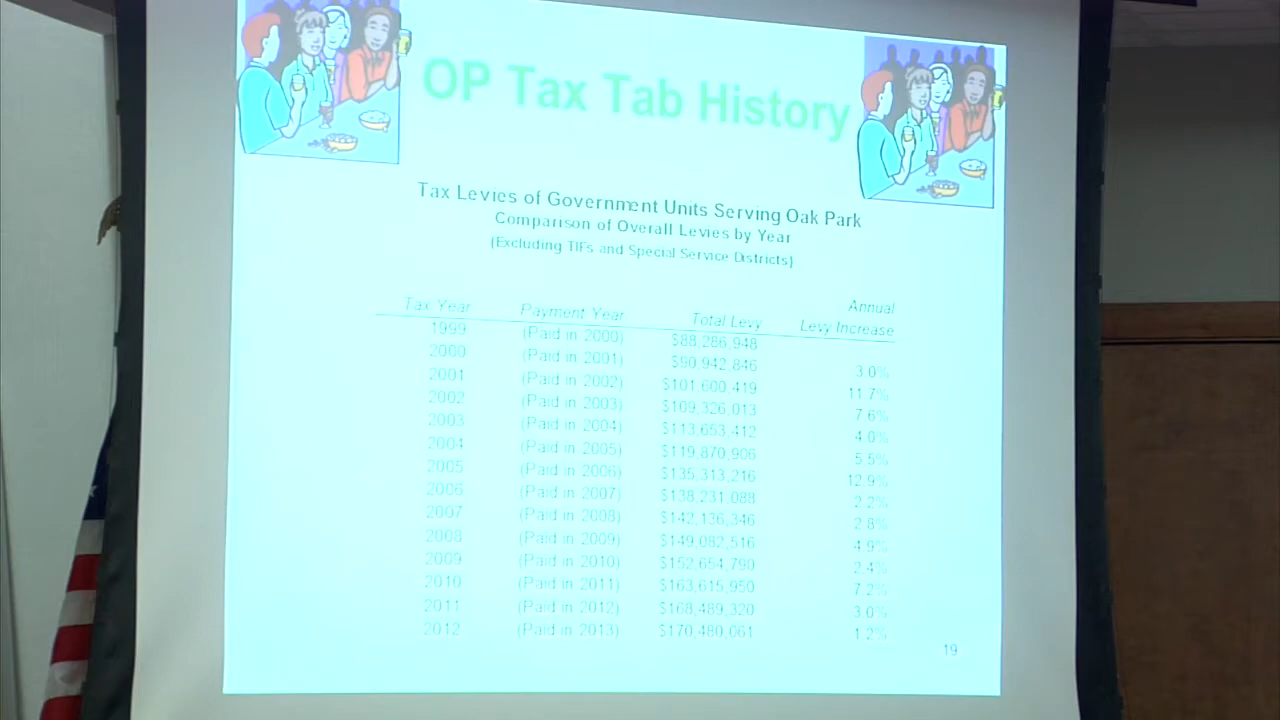 OP Tax Tab History
Tax Levies of Government Units Serving Oak Park
Comparison of Overall Levies by Year
(Excluding TIFs and Special Service Districts)
Tax Year Payment Year Total Levy Annual Levy Increase
1999 (Paid in 2000) $88,286,948
2000 (Paid in 2001) $90,942,846 3.0%
2001 (Paid in 2002) $101,600,419 11.7%
2002 (Paid in 2003) $109,326,013 7.6%
2003 (Paid in 2004) $113,653,412 4.0%
2004 (Paid in 2005) $119,870,906 5.5%
2005 (Paid in 2006) $135,313,216 12.9%
2006 (Paid in 2007) $138,231,088 2.2%
2007 (Paid in 2008) $142,136,346 2.8%
2008 (Paid in 2009) $149,082,516 4.9%
2009 (Paid in 2010) $152,654,790 2.4%
2010 (Paid in 2011) $163,615,950 7.2%
2011 (Paid in 2012) $168,489,320 3.0%
2012 (Paid in 2013) $170,480,061 1.2%
19